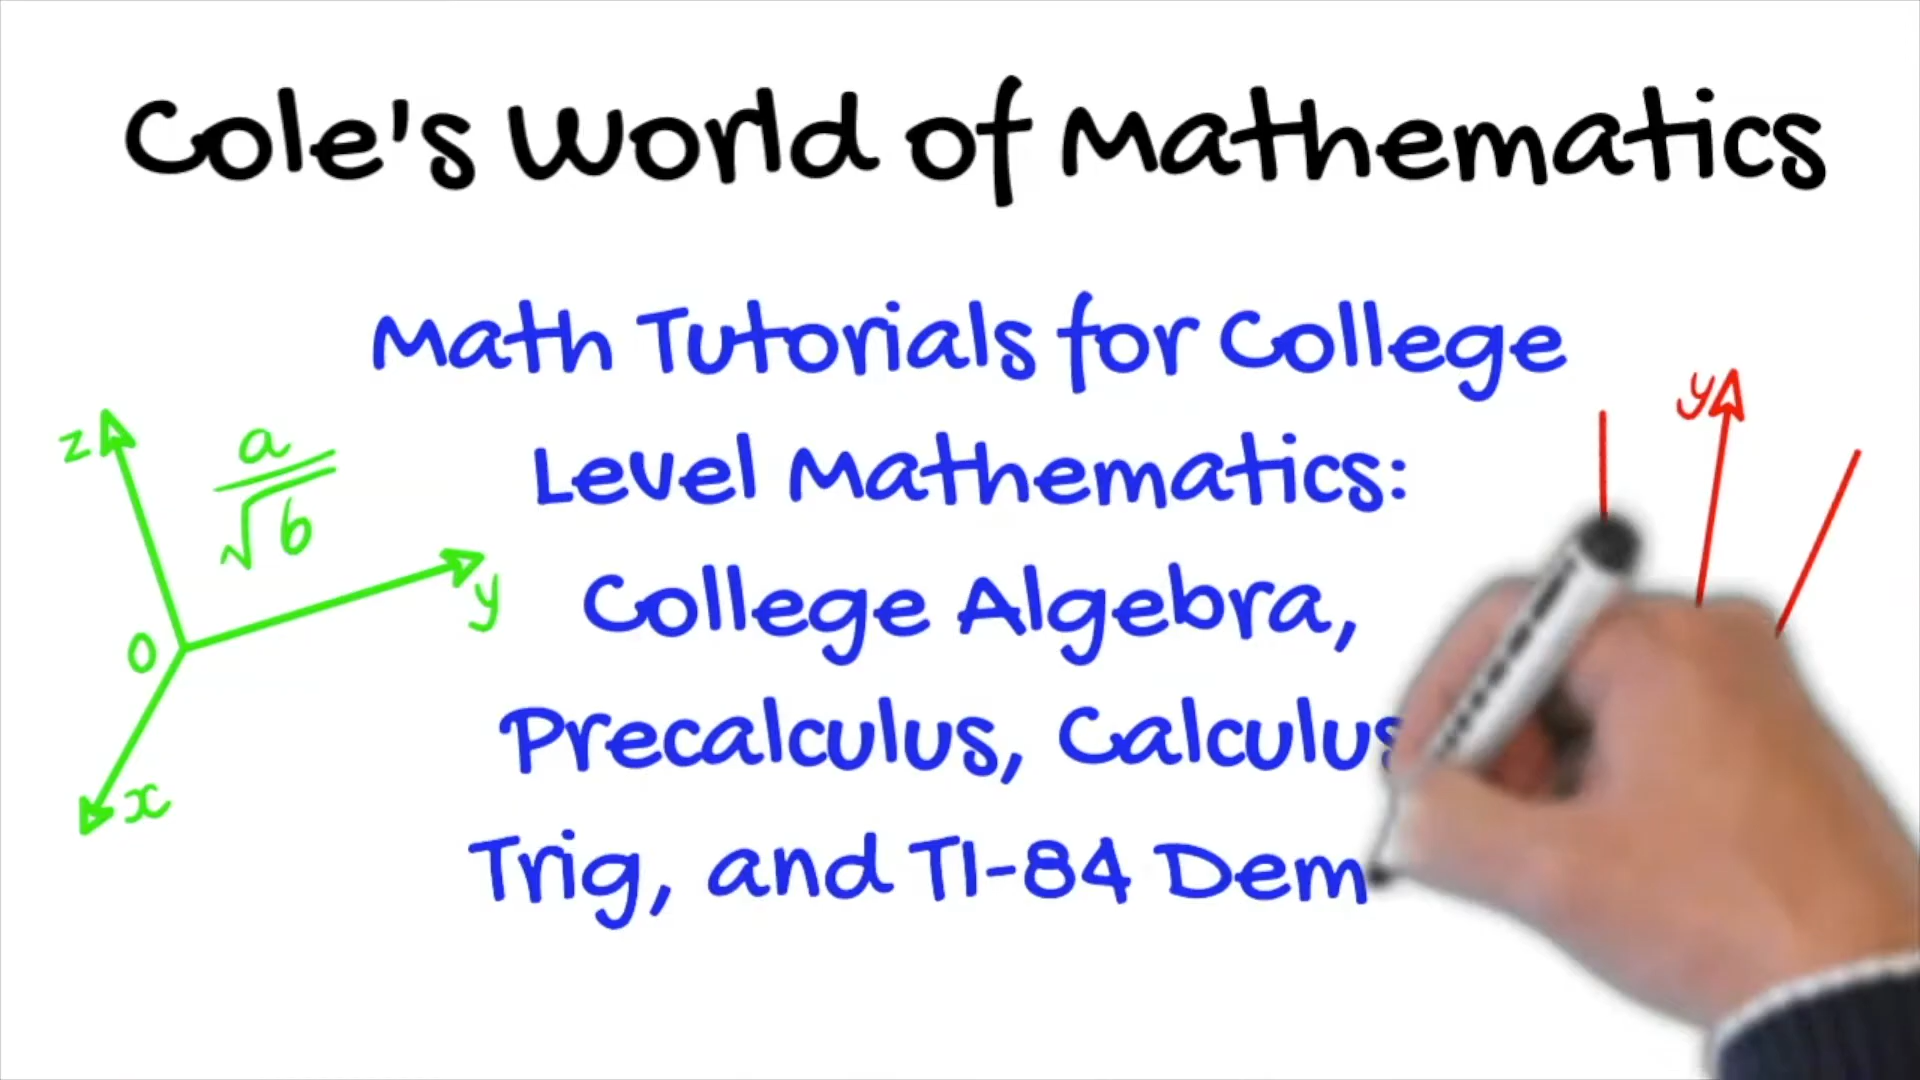 Cole's World of Mathematics
Math Tutorials for College
Level Mathematics:
College Algebra,
Precalculus, Calculus
Trig, and TI-84 Dem
z
a
√b
y
0
x
y